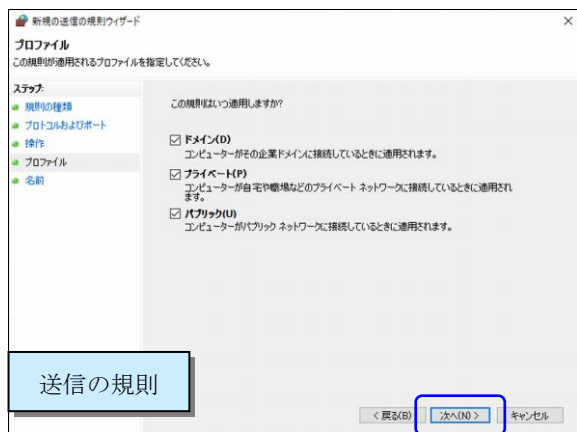 新規の送信の規則ウィザード
プロファイル
この規則が適用されるプロファイルを指定してください。
ステップ:
規則の種類
プロトコルおよびポート
操作
プロファイル
名前
この規則はいつ適用しますか?
ドメイン(D)
コンピューターがその企業ドメインに接続しているときに適用されます。
プライベート(P)
コンピューターが自宅や職場などのプライベート ネットワークに接続しているときに適用され
ます。
パブリック(U)
コンピューターがパブリック ネットワークに接続しているときに適用されます。
送信の規則
< 戻る(B)
次へ(N) >
キャンセル